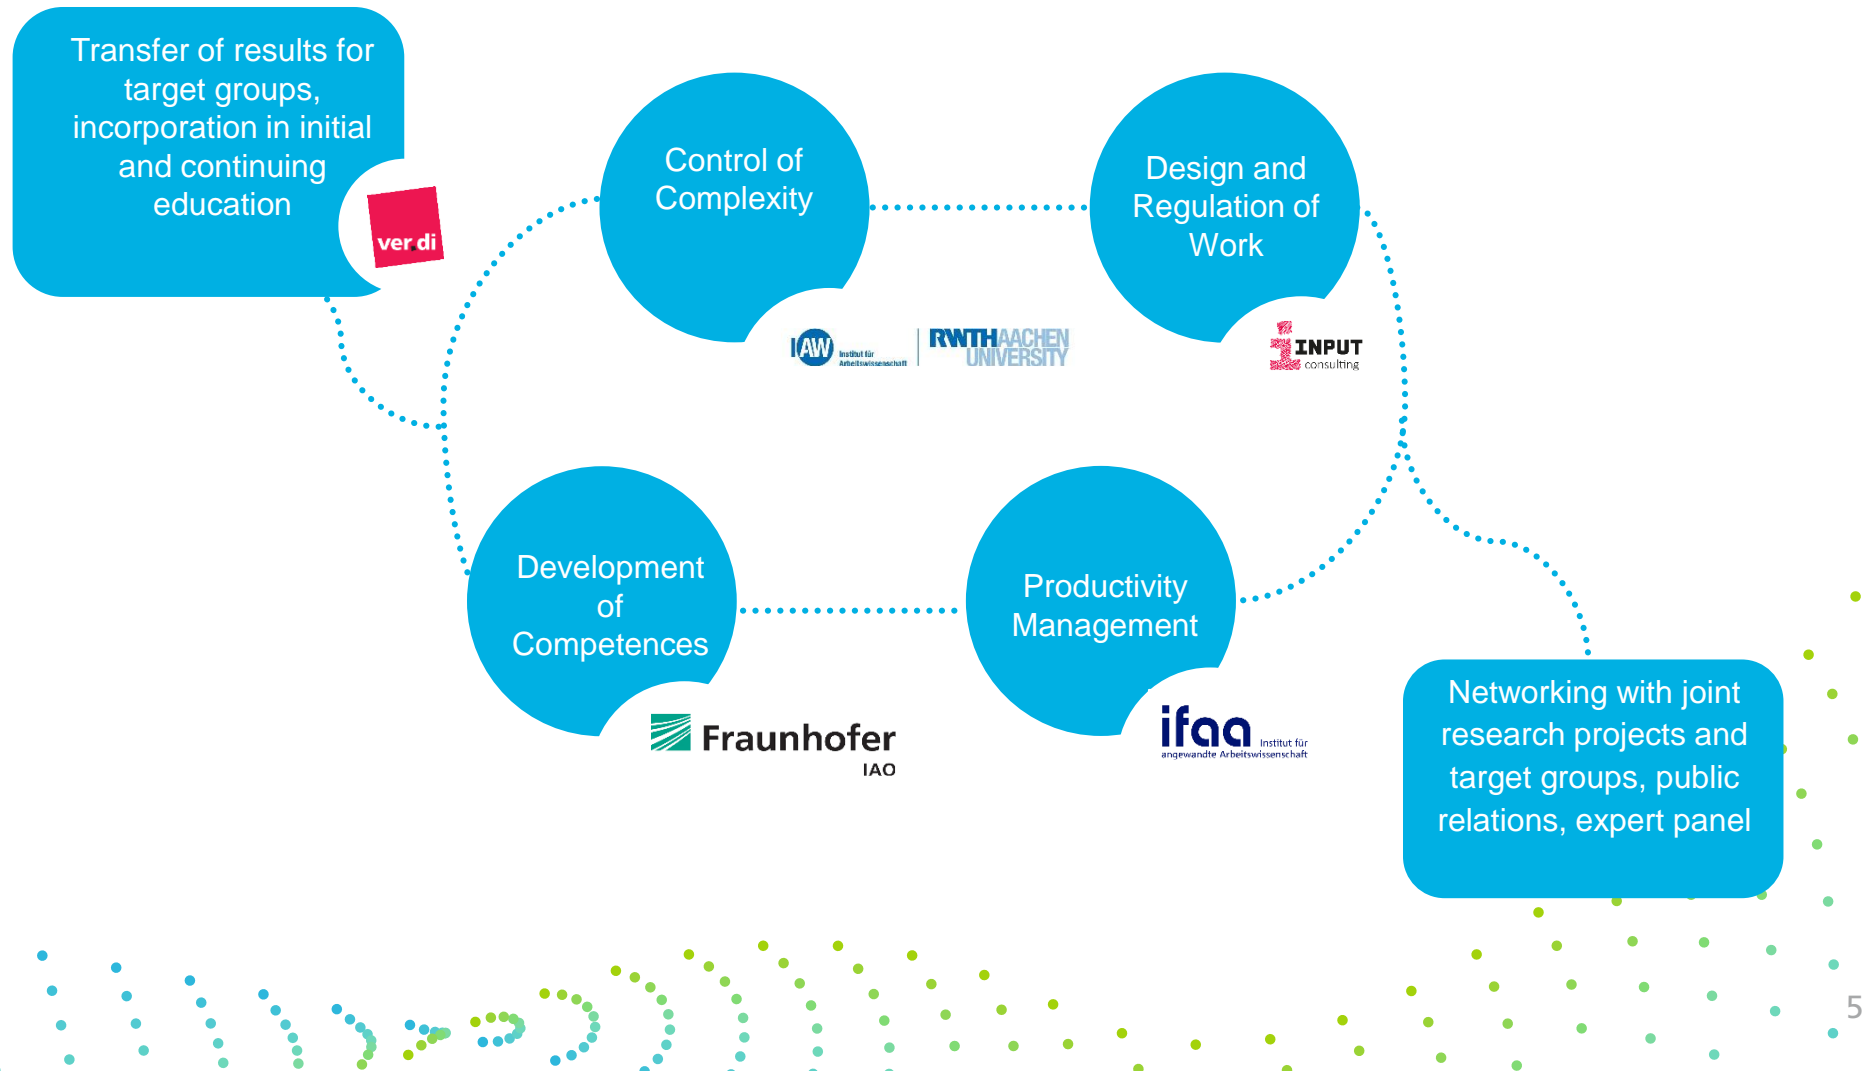 Transfer of results for
target groups,
incorporation in initial
and continuing
education
ver.di
Control of
Complexity
IAW
Institut für
Arbeitswissenschaft
RWTHAACHEN
UNIVERSITY
Design and
Regulation of
Work
INPUT
consulting
Development
of
Competences
Fraunhofer
IAO
Productivity
Management
ifaa
Institut für
angewandte Arbeitswissenschaft
Networking with joint
research projects and
target groups, public
relations, expert panel
5